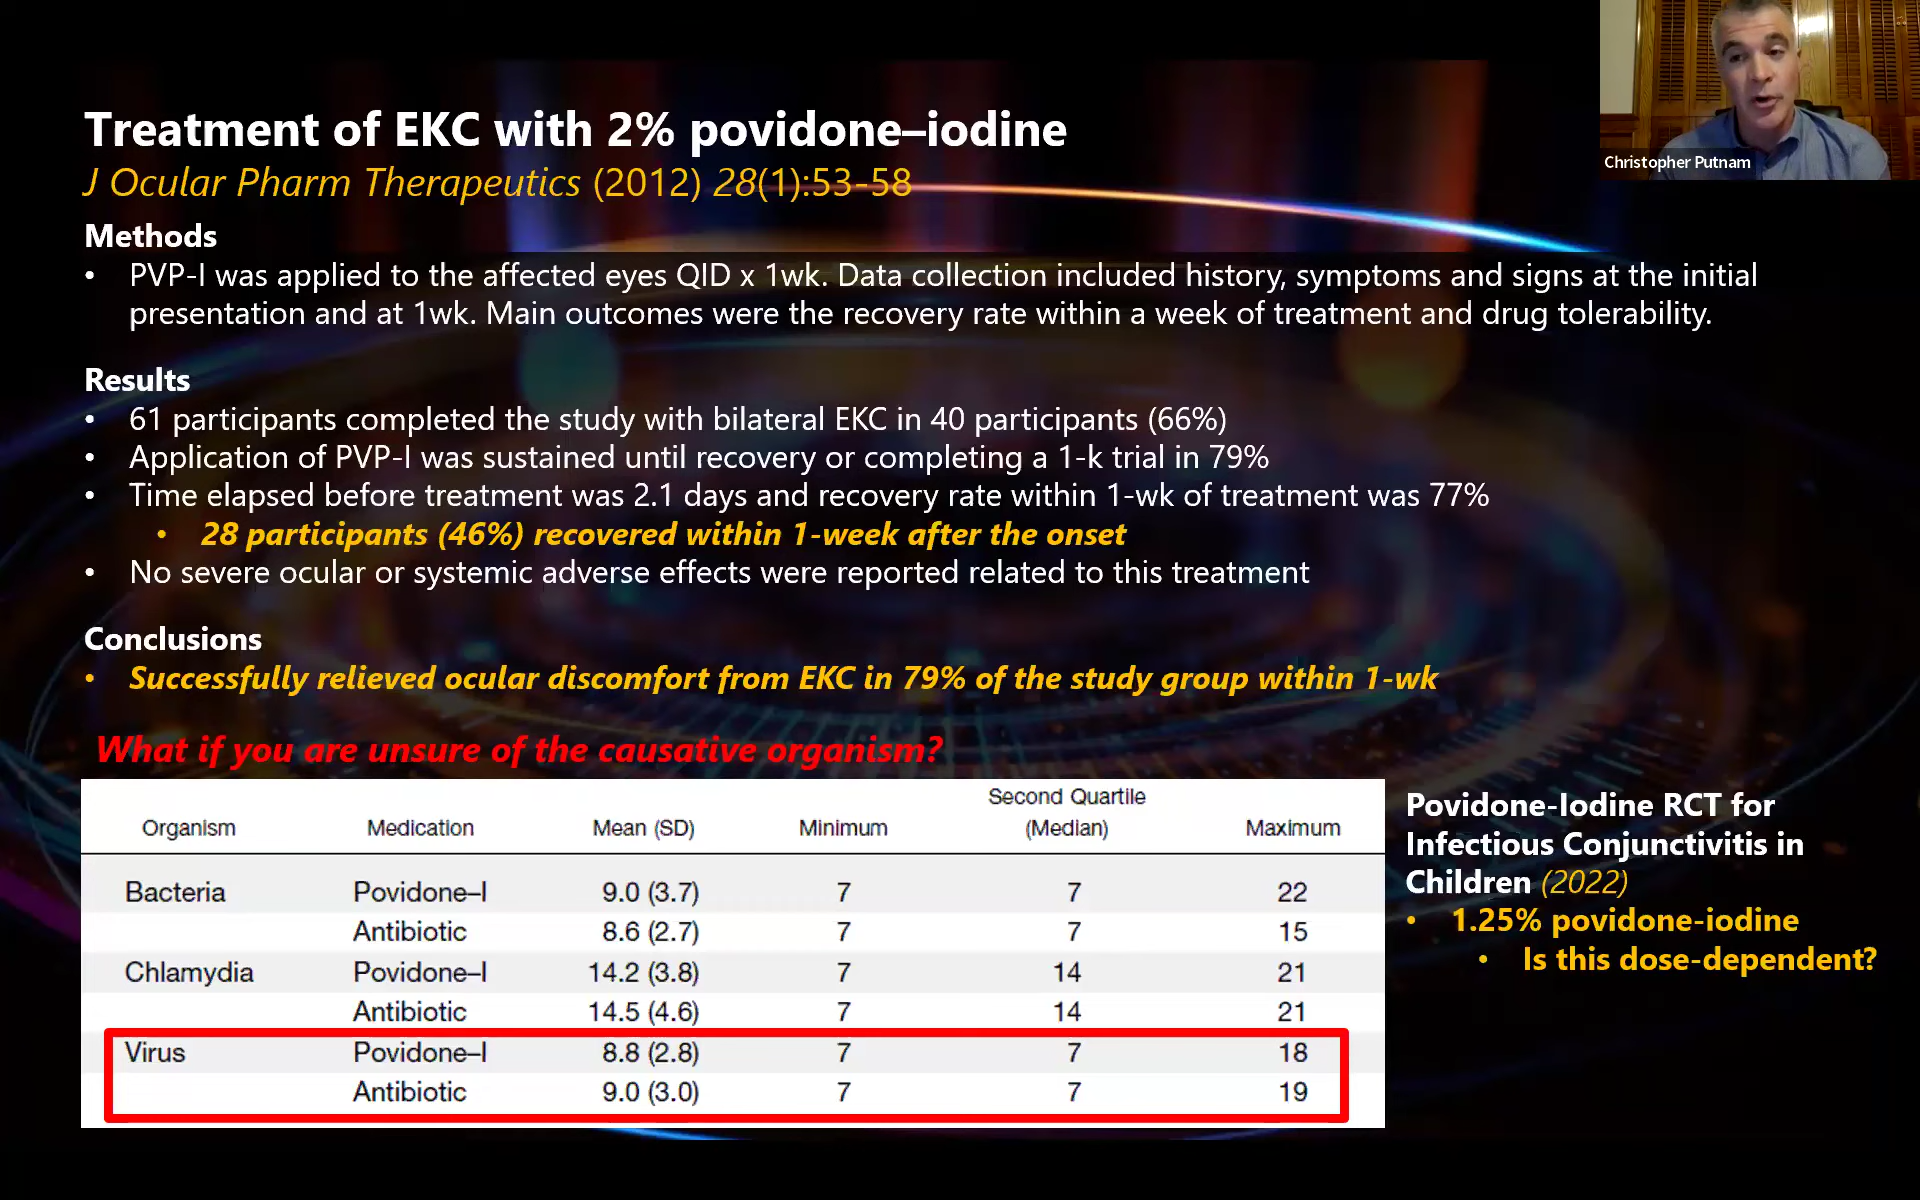 Treatment of EKC with 2% povidone–iodine
J Ocular Pharm Therapeutics (2012) 28(1):53-58
Christopher Putnam
Methods
• PVP-I was applied to the affected eyes QID x 1wk. Data collection included history, symptoms and signs at the initial
presentation and at 1wk. Main outcomes were the recovery rate within a week of treatment and drug tolerability.
Results
• 61 participants completed the study with bilateral EKC in 40 participants (66%)
• Application of PVP-I was sustained until recovery or completing a 1-k trial in 79%
• Time elapsed before treatment was 2.1 days and recovery rate within 1-wk of treatment was 77%
• 28 participants (46%) recovered within 1-week after the onset
• No severe ocular or systemic adverse effects were reported related to this treatment
Conclusions
• Successfully relieved ocular discomfort from EKC in 79% of the study group within 1-wk
What if you are unsure of the causative organism?
Second Quartile
Organism Medication Mean (SD) Minimum (Median) Maximum
Bacteria Povidone–I 9.0 (3.7) 7 7 22
Antibiotic 8.6 (2.7) 7 7 15
Chlamydia Povidone–I 14.2 (3.8) 7 14 21
Antibiotic 14.5 (4.6) 7 14 21
Virus Povidone–I 8.8 (2.8) 7 7 18
Antibiotic 9.0 (3.0) 7 7 19
Povidone-Iodine RCT for
Infectious Conjunctivitis in
Children (2022)
• 1.25% povidone-iodine
• Is this dose-dependent?